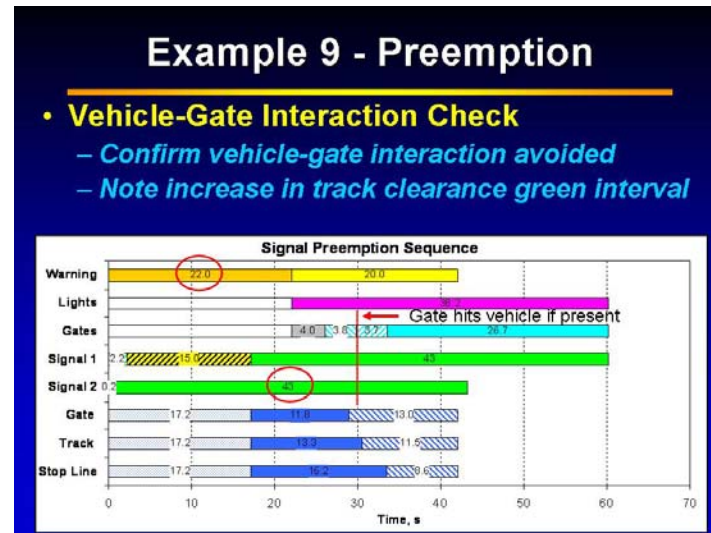 Example 9 - Preemption
• Vehicle-Gate Interaction Check
– Confirm vehicle-gate interaction avoided
– Note increase in track clearance green interval
Signal Preemption Sequence
Warning 22.0 20.0
Lights
Gate hits vehicle if present
Gates 4.0 3.8 3.7 26.7
Signal 1 2.2 15.0 43
Signal 2 0.2 43
Gate 17.2 11.8 13.0
Track 17.2 13.3 11.5
Stop Line 17.2 16.2 8.6
0 10 20 30 40 50 60 70
Time, s